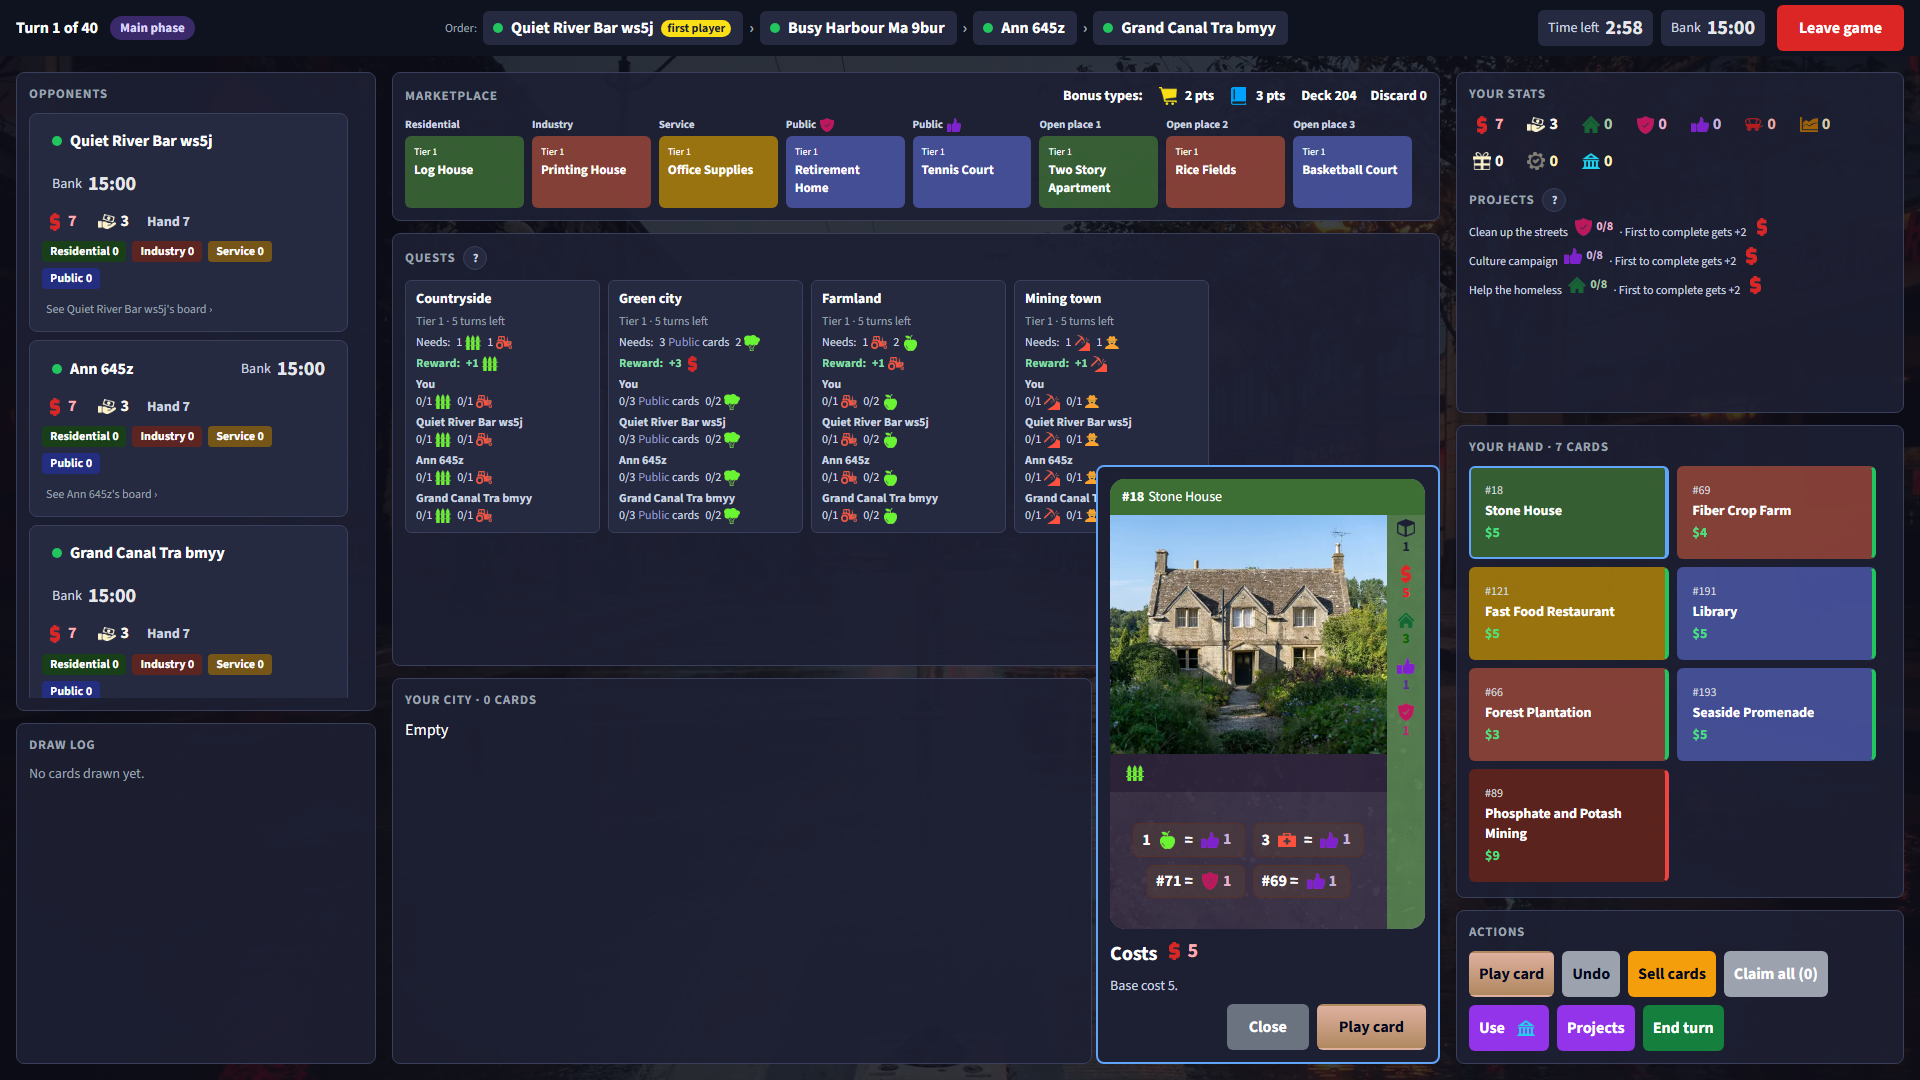 Turn 1 of 40
Main phase
Order:
Quiet River Bar ws5j
first player
›
Busy Harbour Ma 9bur
›
Ann 645z
›
Grand Canal Tra bmyy
Time left 2:58
Bank 15:00
Leave game
OPPONENTS
Quiet River Bar ws5j
Bank 15:00
7 3 Hand 7
Residential 0 Industry 0 Service 0
Public 0
See Quiet River Bar ws5j's board ›
Ann 645z Bank 15:00
7 3 Hand 7
Residential 0 Industry 0 Service 0
Public 0
See Ann 645z's board ›
Grand Canal Tra bmyy
Bank 15:00
7 3 Hand 7
Residential 0 Industry 0 Service 0
Public 0
DRAW LOG
No cards drawn yet.
MARKETPLACE
Bonus types: 2 pts 3 pts Deck 204 Discard 0
Residential Industry Service Public Public Open place 1 Open place 2 Open place 3
Tier 1
Log House
Tier 1
Printing House
Tier 1
Office Supplies
Tier 1
Retirement
Home
Tier 1
Tennis Court
Tier 1
Two Story
Apartment
Tier 1
Rice Fields
Tier 1
Basketball Court
QUESTS ?
Countryside
Tier 1 · 5 turns left
Needs: 1 1
Reward: +1
You
0/1 0/1
Quiet River Bar ws5j
0/1 0/1
Ann 645z
0/1 0/1
Grand Canal Tra bmyy
0/1 0/1
Green city
Tier 1 · 5 turns left
Needs: 3 Public cards 2
Reward: +3
You
0/3 Public cards 0/2
Quiet River Bar ws5j
0/3 Public cards 0/2
Ann 645z
0/3 Public cards 0/2
Grand Canal Tra bmyy
0/3 Public cards 0/2
Farmland
Tier 1 · 5 turns left
Needs: 1 2
Reward: +1
You
0/1 0/2
Quiet River Bar ws5j
0/1 0/2
Ann 645z
0/1 0/2
Grand Canal Tra bmyy
0/1 0/2
Mining town
Tier 1 · 5 turns left
Needs: 1 1
Reward: +1
You
0/1 0/1
Quiet River Bar ws5j
0/1 0/1
Ann 645z
0/1 0/1
Grand Canal T
0/1 0/1
YOUR CITY · 0 CARDS
Empty
#18 Stone House
1
5
3
1
1
1 = 1
3 = 1
#71 = 1
#69 = 1
Costs 5
Base cost 5.
Close
Play card
YOUR STATS
7 3 0 0 0 0 0
0 0 0
PROJECTS ?
Clean up the streets 0/8 · First to complete gets +2
Culture campaign 0/8 · First to complete gets +2
Help the homeless 0/8 · First to complete gets +2
YOUR HAND · 7 CARDS
#18
Stone House
$5
#69
Fiber Crop Farm
$4
#121
Fast Food Restaurant
$5
#191
Library
$5
#66
Forest Plantation
$3
#193
Seaside Promenade
$5
#89
Phosphate and Potash
Mining
$9
ACTIONS
Play card
Undo
Sell cards
Claim all (0)
Use
Projects
End turn